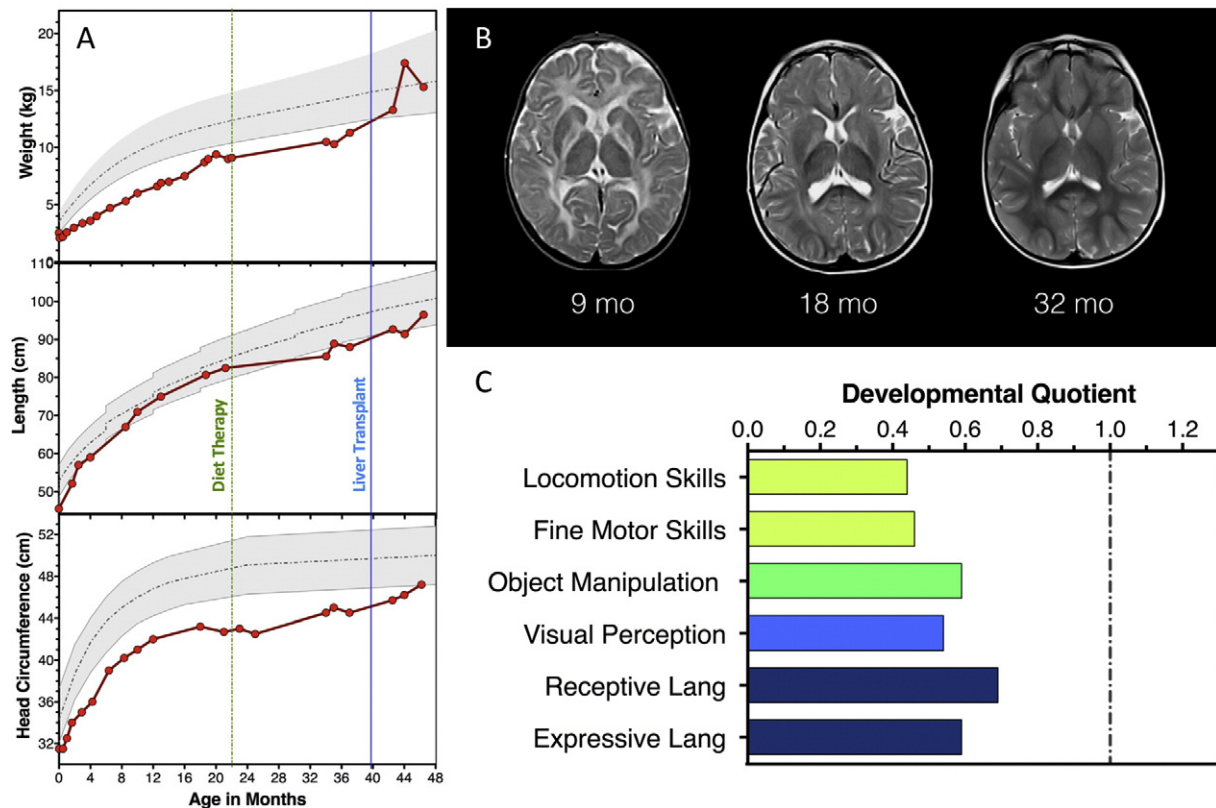 A
20
15
10
5
Weight (kg)
110
100
90
80
70
60
50
Length (cm)
Diet Therapy
Liver Transplant
52
48
44
40
36
32
Head Circumference (cm)
0 4 8 12 16 20 24 28 32 36 40 44 48
Age in Months
B
9 mo
18 mo
32 mo
C
Developmental Quotient
0.0 0.2 0.4 0.6 0.8 1.0 1.2
Locomotion Skills
Fine Motor Skills
Object Manipulation
Visual Perception
Receptive Lang
Expressive Lang